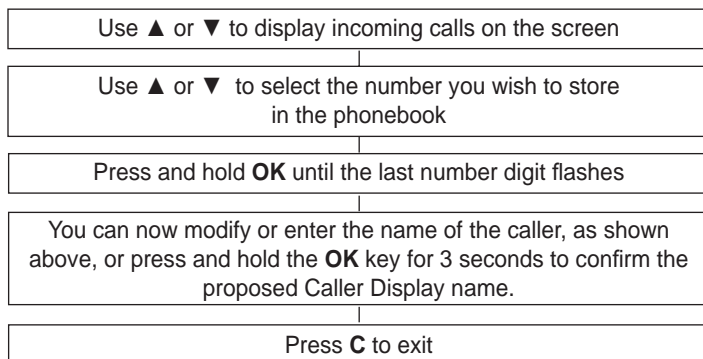 Use ▲ or ▼ to display incoming calls on the screen
Use ▲ or ▼ to select the number you wish to store
in the phonebook
Press and hold OK until the last number digit flashes
You can now modify or enter the name of the caller, as shown
above, or press and hold the OK key for 3 seconds to confirm the
proposed Caller Display name.
Press C to exit